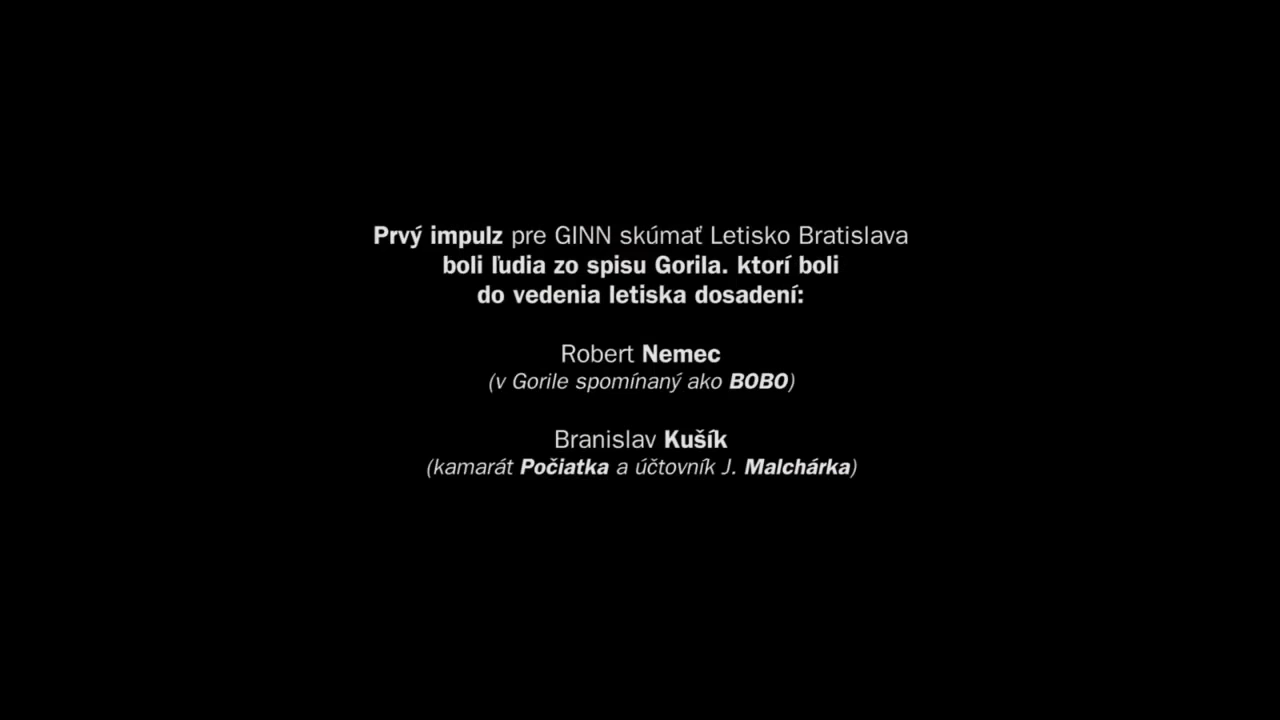 Prvý impulz pre GINN skúmať Letisko Bratislava
boli ľudia zo spisu Gorila. ktorí boli
do vedenia letiska dosadení:
Robert Nemec
(v Gorile spomínaný ako BOBO)
Branislav Kušík
(kamarát Počiatka a účtovník J. Malchárka)